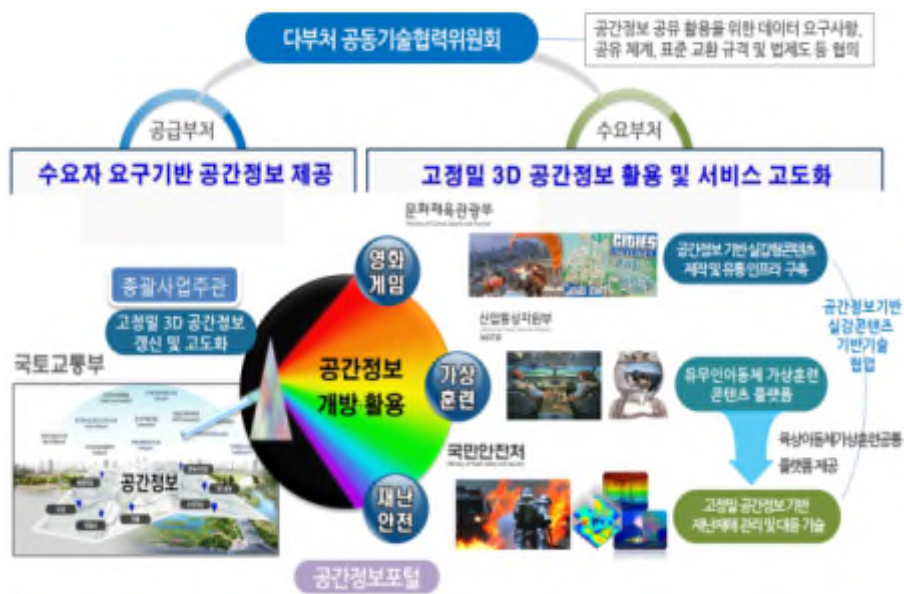 다부처 공동기술협력위원회
공간정보 공유 활용을 위한 데이터 요구사항,
공유 체계, 표준 교환 규격 및 법제도 등 협의
공급부처
수요부처
수요자 요구기반 공간정보 제공
고정밀 3D 공간정보 활용 및 서비스 고도화
문화체육관광부
영화
게임
CITIES
공간정보 기반 실감형콘텐츠
제작 및 유통 인프라 구축
총괄사업주관
고정밀 3D 공간정보
갱신 및 고도화
산업통상자원부
공간정보기반
실감콘텐츠
기반기술
협업
국토교통부
공간정보
개방 활용
가상
훈련
유무인이동체 가상훈련
콘텐츠 플랫폼
국민안전처
육상이동체가상훈련공통
플랫폼 제공
공간정보
재난
안전
고정밀 공간정보 기반
재난재해 관리 및 대응 기술
공간정보포털